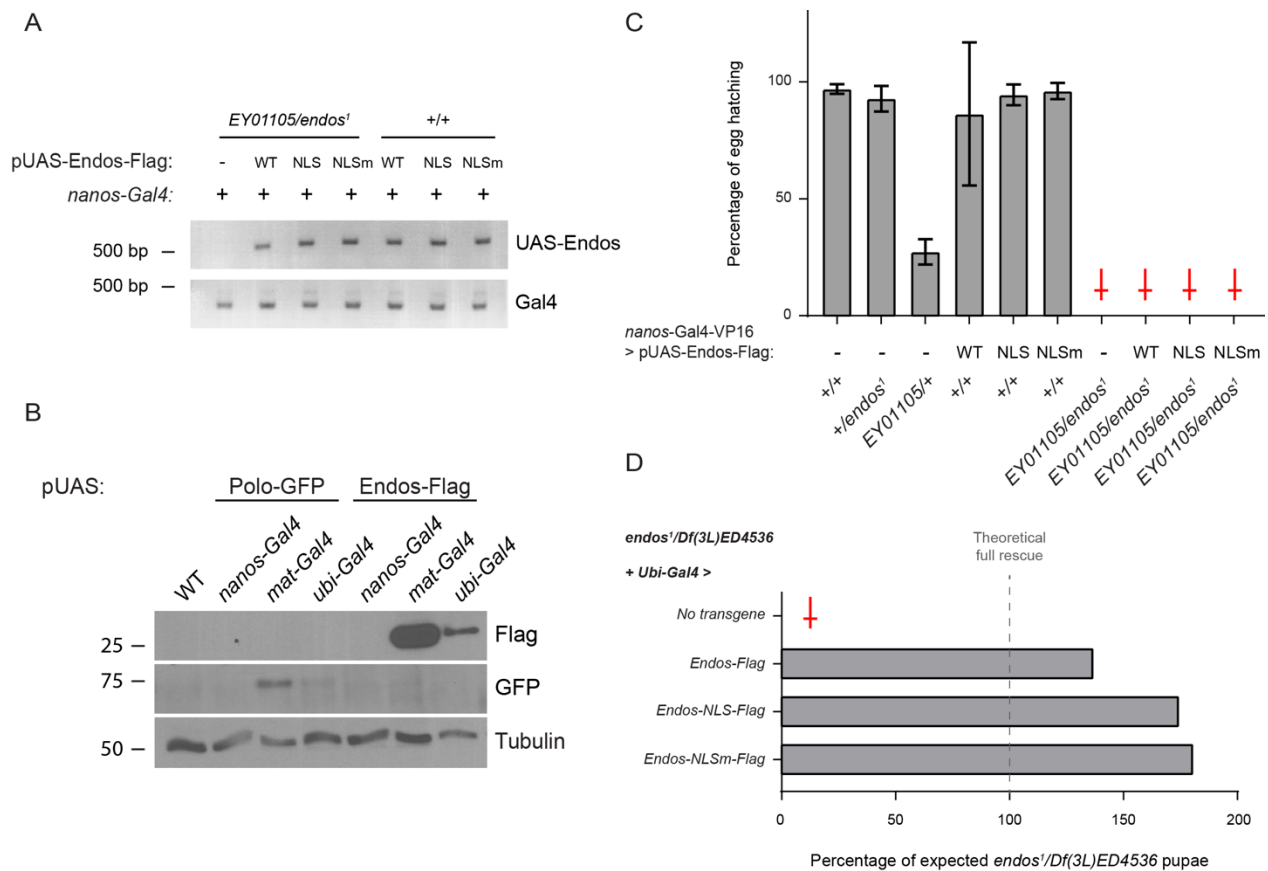 A
EY01105/endos¹ +/+
pUAS-Endos-Flag: - WT NLS NLSm WT NLS NLSm
nanos-Gal4: + + + + + + +
500 bp — UAS-Endos
500 bp —
Gal4
B
pUAS: Polo-GFP Endos-Flag
WT nanos-Gal4 mat-Gal4 ubi-Gal4 nanos-Gal4 mat-Gal4 ubi-Gal4
25 — Flag
75 — GFP
50 — Tubulin
C
Percentage of egg hatching
100
50
0
nanos-Gal4-VP16
> pUAS-Endos-Flag: - - - WT NLS NLSm - WT NLS NLSm
+/+ +/endos¹ EY01105/+ +/+ +/+ +/+ EY01105/endos¹ EY01105/endos¹ EY01105/endos¹ EY01105/endos¹
D
endos¹/Df(3L)ED4536
+ Ubi-Gal4 >
Theoretical
full rescue
No transgene
Endos-Flag
Endos-NLS-Flag
Endos-NLSm-Flag
0 50 100 150 200
Percentage of expected endos¹/Df(3L)ED4536 pupae